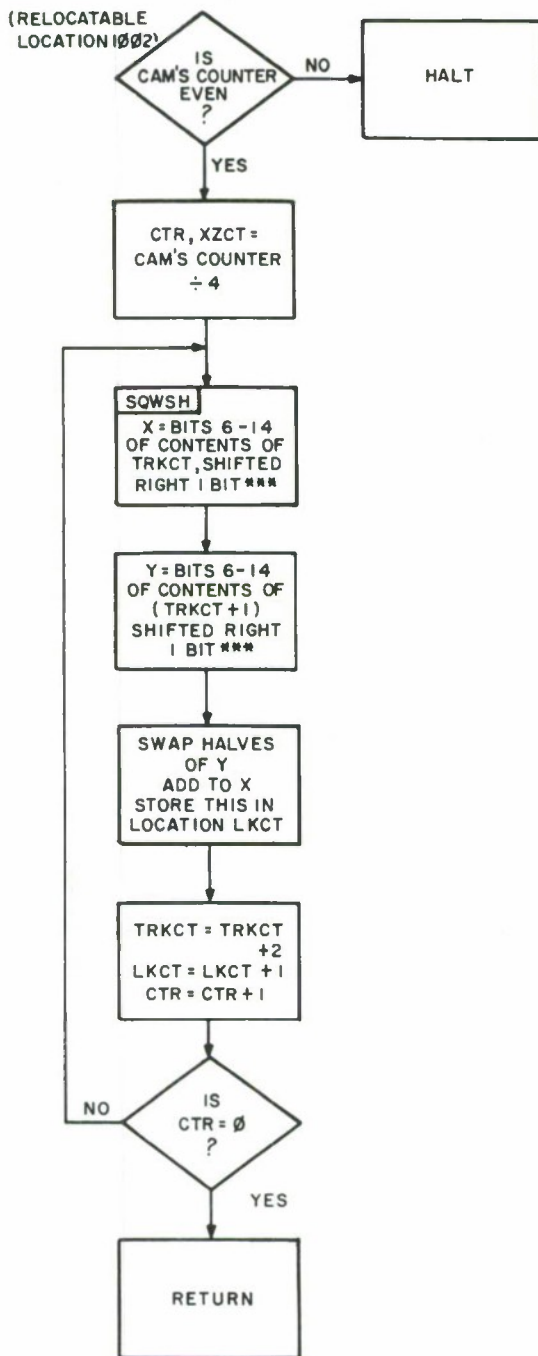 (RELOCATABLE
LOCATION 1ØØ2)
IS
CAM'S COUNTER
EVEN
?
NO
HALT
YES
CTR, XZCT =
CAM'S COUNTER
÷ 4
SQWSH
X = BITS 6-14
OF CONTENTS OF
TRKCT, SHIFTED
RIGHT 1 BIT ***
Y = BITS 6-14
OF CONTENTS OF
(TRKCT+1)
SHIFTED RIGHT
1 BIT ***
SWAP HALVES
OF Y
ADD TO X
STORE THIS IN
LOCATION LKCT
TRKCT = TRKCT
+2
LKCT = LKCT +1
CTR = CTR + 1
NO
IS
CTR = Ø
?
YES
RETURN